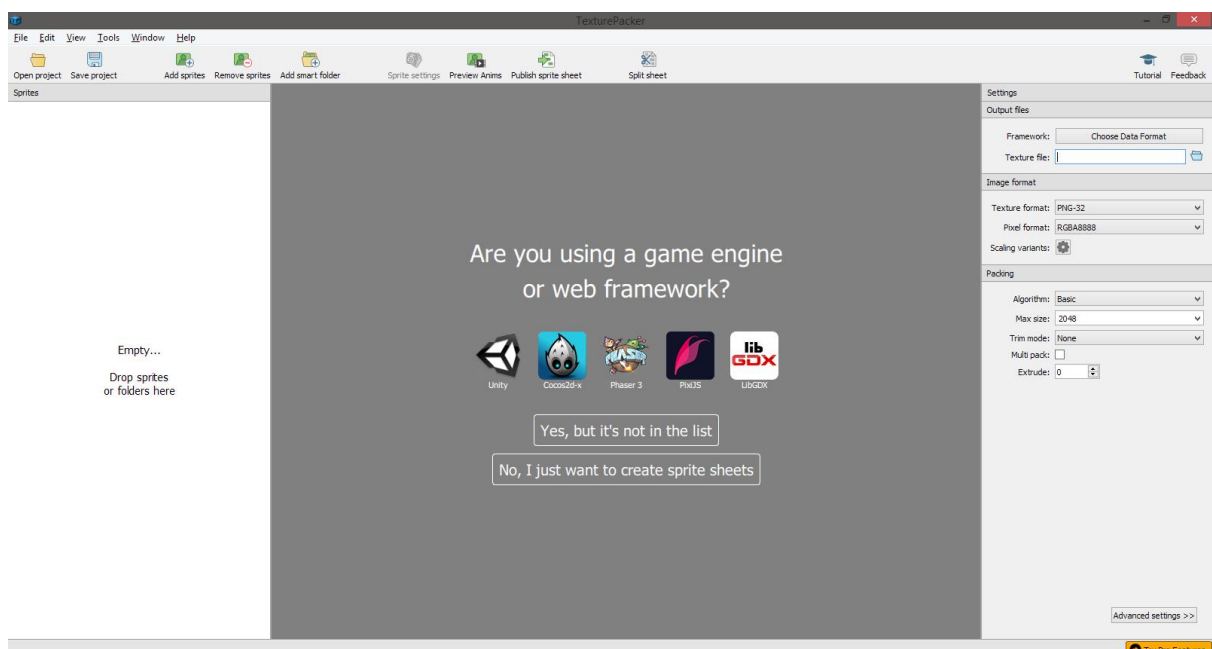 TexturePacker
File Edit View Tools Window Help
Open project Save project Add sprites Remove sprites Add smart folder Sprite settings Preview Anims Publish sprite sheet Split sheet Tutorial Feedback
Sprites
Empty...
Drop sprites
or folders here
Are you using a game engine
or web framework?
Unity Cocos2d-x Phaser 3 PixiJS LibGDX
PHASER
lib
GDX
Yes, but it's not in the list
No, I just want to create sprite sheets
Settings
Output files
Framework: Choose Data Format
Texture file:
Image format
Texture format: PNG-32
Pixel format: RGBA8888
Scaling variants:
Packing
Algorithm: Basic
Max size: 2048
Trim mode: None
Multi pack:
Extrude: 0
Advanced settings >>